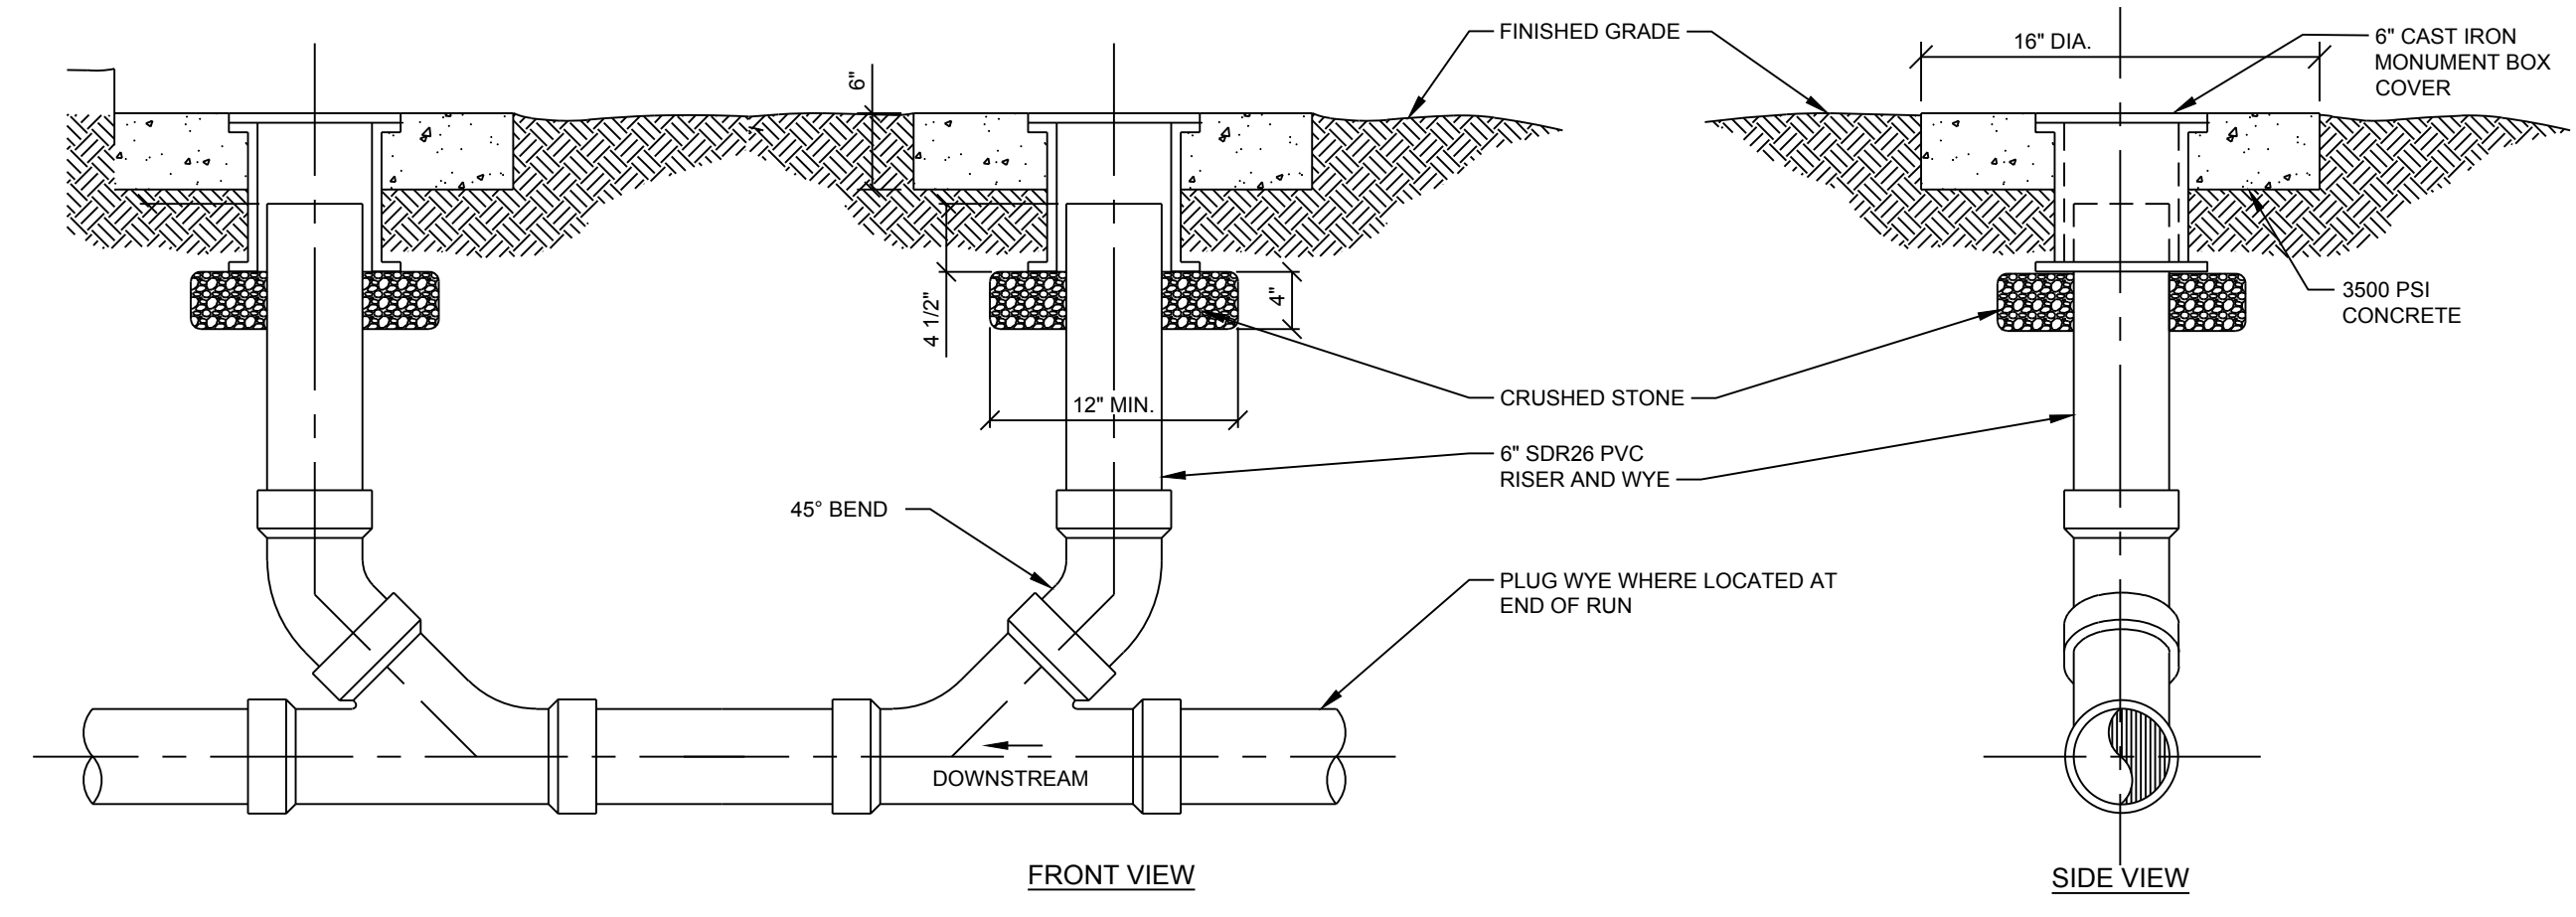 FINISHED GRADE
16" DIA.
6" CAST IRON
MONUMENT BOX
COVER
6"
4 1/2"
4"
3500 PSI
CONCRETE
12" MIN.
CRUSHED STONE
6" SDR26 PVC
RISER AND WYE
45° BEND
PLUG WYE WHERE LOCATED AT
END OF RUN
DOWNSTREAM
FRONT VIEW
SIDE VIEW